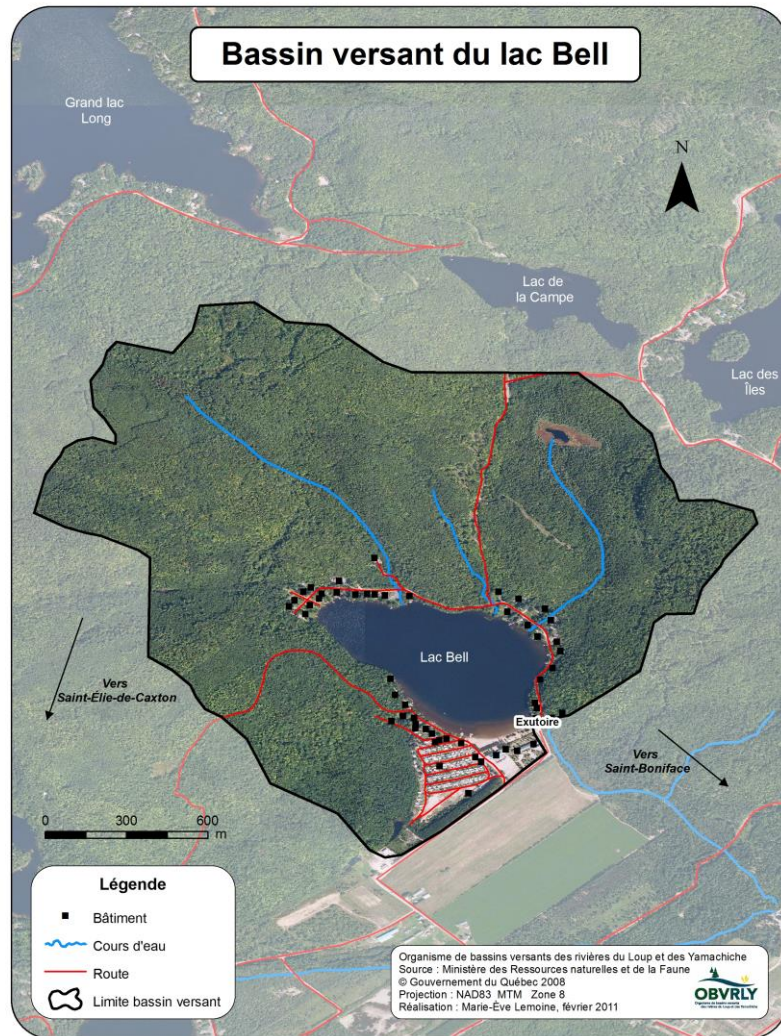 Bassin versant du lac Bell
Grand lac
Long
N
Lac de
la Campe
Lac des
Îles
Lac Bell
Vers
Saint-Élie-de-Caxton
Exutoire
Vers
Saint-Boniface
0 300 600
m
Légende
Bâtiment
Cours d'eau
Route
Limite bassin versant
Organisme de bassins versants des rivières du Loup et des Yamachiche
Source : Ministère des Ressources naturelles et de la Faune
© Gouvernement du Québec 2008
Projection : NAD83 MTM Zone 8
Réalisation : Marie-Ève Lemoine, février 2011
OBVRLY